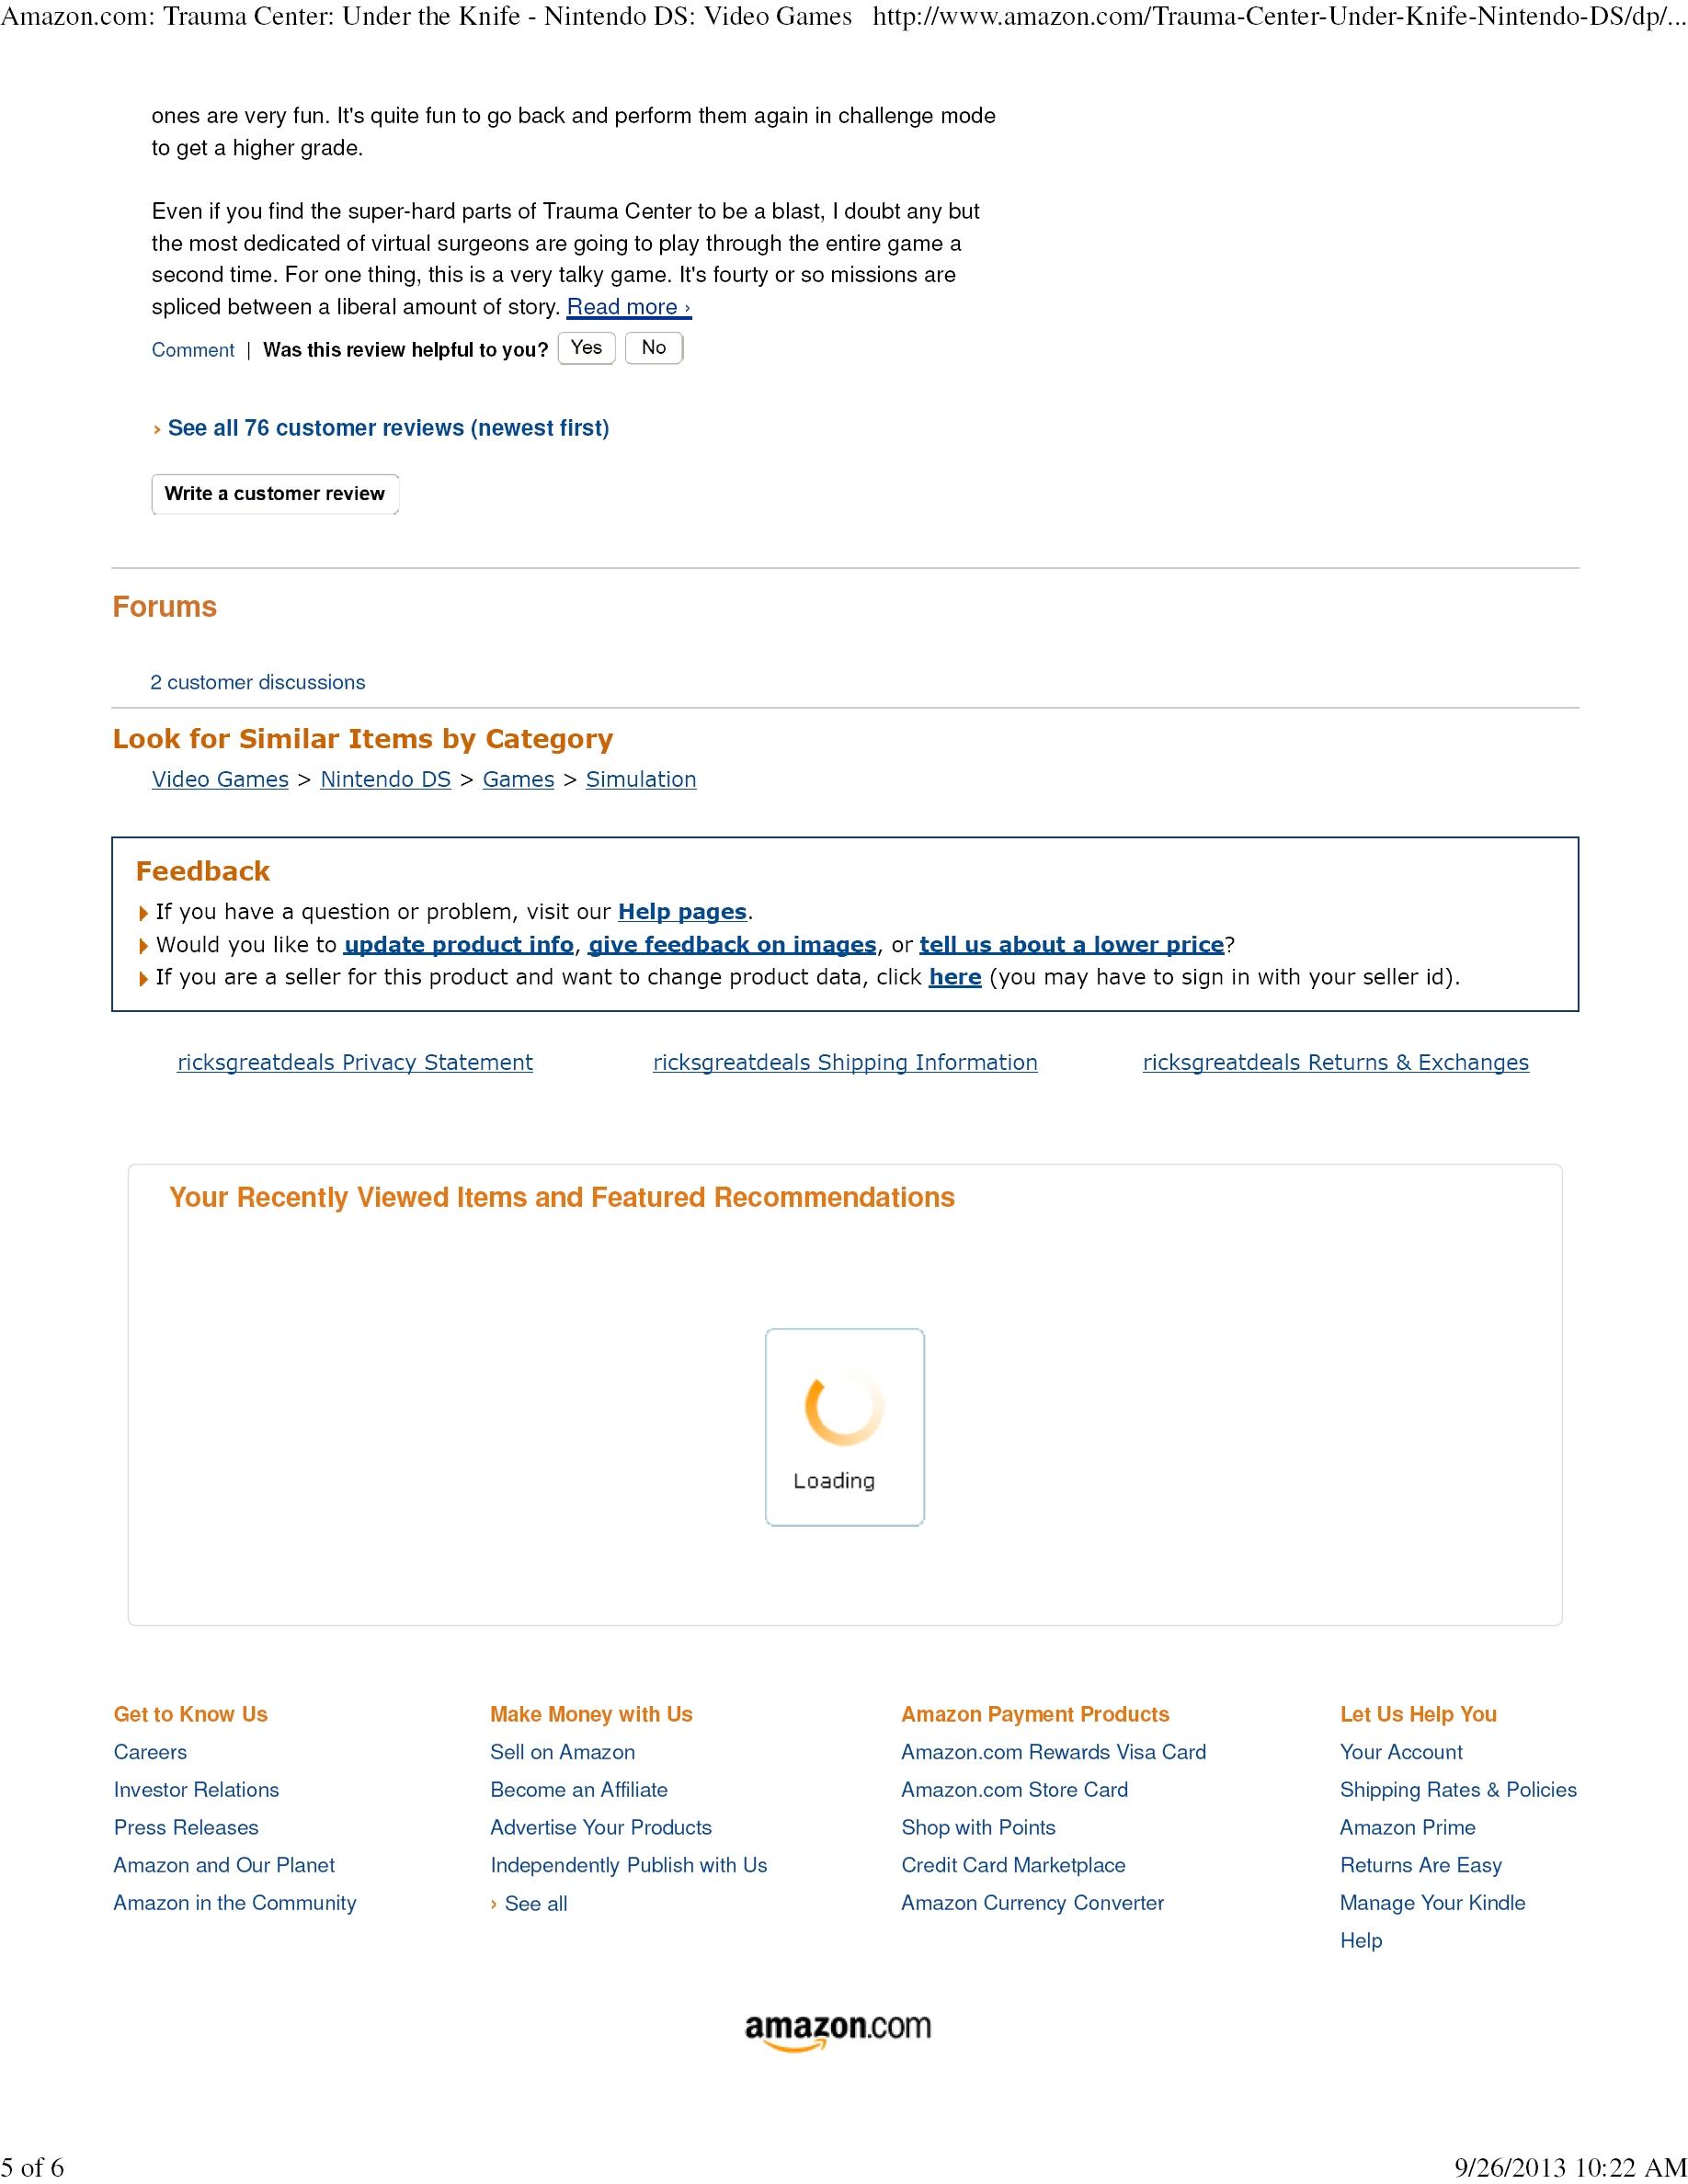 Amazon.com: Trauma Center: Under the Knife - Nintendo DS: Video Games http://www.amazon.com/Trauma-Center-Under-Knife-Nintendo-DS/dp/...
ones are very fun. It's quite fun to go back and perform them again in challenge mode
to get a higher grade.
Even if you find the super-hard parts of Trauma Center to be a blast, I doubt any but
the most dedicated of virtual surgeons are going to play through the entire game a
second time. For one thing, this is a very talky game. It's fourty or so missions are
spliced between a liberal amount of story. Read more ›
Comment | Was this review helpful to you? Yes No
› See all 76 customer reviews (newest first)
Write a customer review
Forums
2 customer discussions
Look for Similar Items by Category
Video Games > Nintendo DS > Games > Simulation
Feedback
If you have a question or problem, visit our Help pages.
Would you like to update product info, give feedback on images, or tell us about a lower price?
If you are a seller for this product and want to change product data, click here (you may have to sign in with your seller id).
ricksgreatdeals Privacy Statement ricksgreatdeals Shipping Information ricksgreatdeals Returns & Exchanges
Your Recently Viewed Items and Featured Recommendations
Loading
Get to Know Us
Careers
Investor Relations
Press Releases
Amazon and Our Planet
Amazon in the Community
Make Money with Us
Sell on Amazon
Become an Affiliate
Advertise Your Products
Independently Publish with Us
› See all
Amazon Payment Products
Amazon.com Rewards Visa Card
Amazon.com Store Card
Shop with Points
Credit Card Marketplace
Amazon Currency Converter
Let Us Help You
Your Account
Shipping Rates & Policies
Amazon Prime
Returns Are Easy
Manage Your Kindle
Help
amazon.com
5 of 6 9/26/2013 10:22 AM